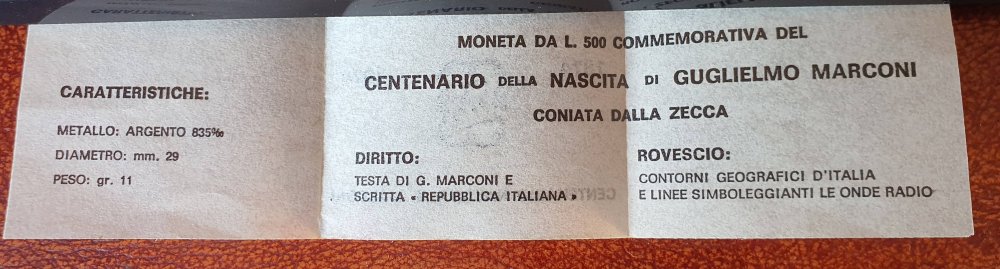 MONETA DA L. 500 COMMEMORATIVA DEL
CENTENARIO DELLA NASCITA DI GUGLIELMO MARCONI
CONIATA DALLA ZECCA
CARATTERISTICHE:
METALLO: ARGENTO 835‰
DIAMETRO: mm. 29
PESO: gr. 11
DIRITTO:
TESTA DI G. MARCONI E
SCRITTA « REPUBBLICA ITALIANA »
ROVESCIO:
CONTORNI GEOGRAFICI D'ITALIA
E LINEE SIMBOLEGGIANTI LE ONDE RADIO